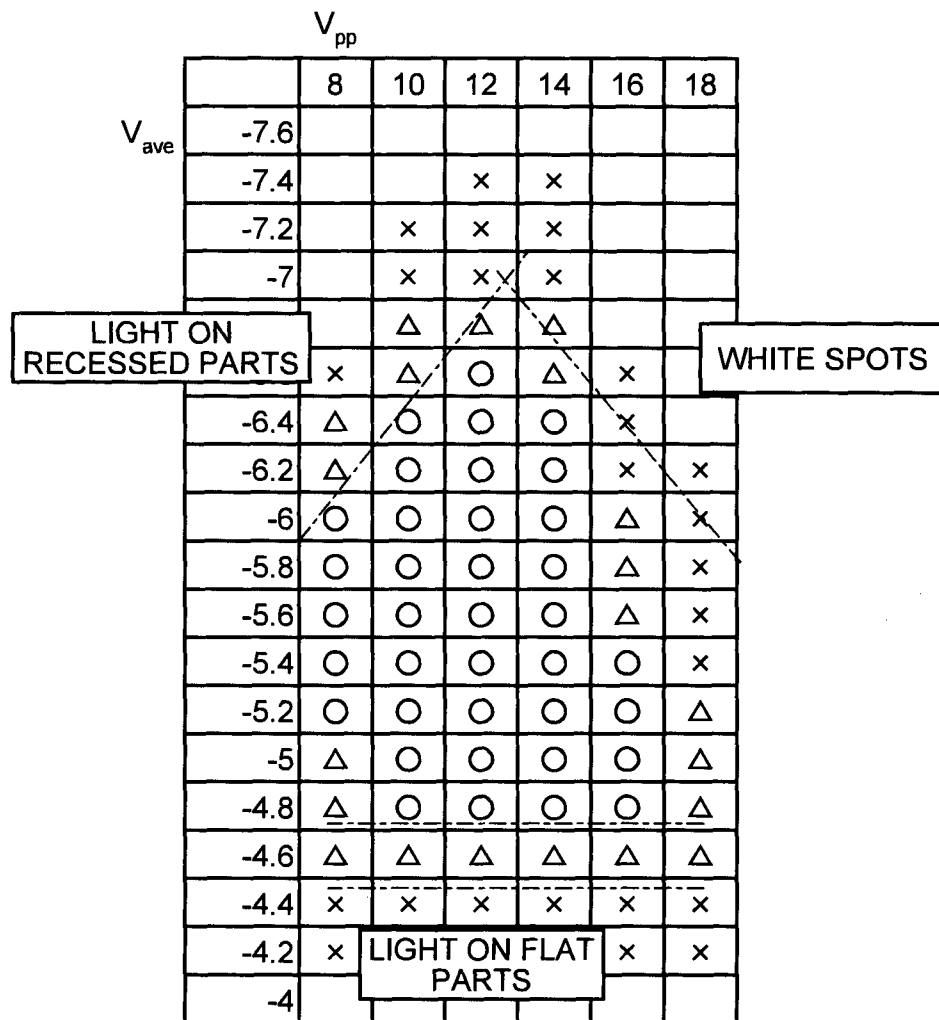 Vpp
8 10 12 14 16 18
Vave
-7.6
-7.4 × ×
-7.2 × × ×
-7 × × ×
△ △ △
LIGHT ON
RECESSED PARTS
WHITE SPOTS
× △ ○ △ ×
-6.4 △ ○ ○ ○ ×
-6.2 △ ○ ○ ○ × ×
-6 ○ ○ ○ ○ △ ×
-5.8 ○ ○ ○ ○ △ ×
-5.6 ○ ○ ○ ○ △ ×
-5.4 ○ ○ ○ ○ ○ ×
-5.2 ○ ○ ○ ○ ○ △
-5 △ ○ ○ ○ ○ △
-4.8 △ ○ ○ ○ ○ △
-4.6 △ △ △ △ △ △
-4.4 × × × × × ×
-4.2 × × ×
LIGHT ON FLAT
PARTS
-4